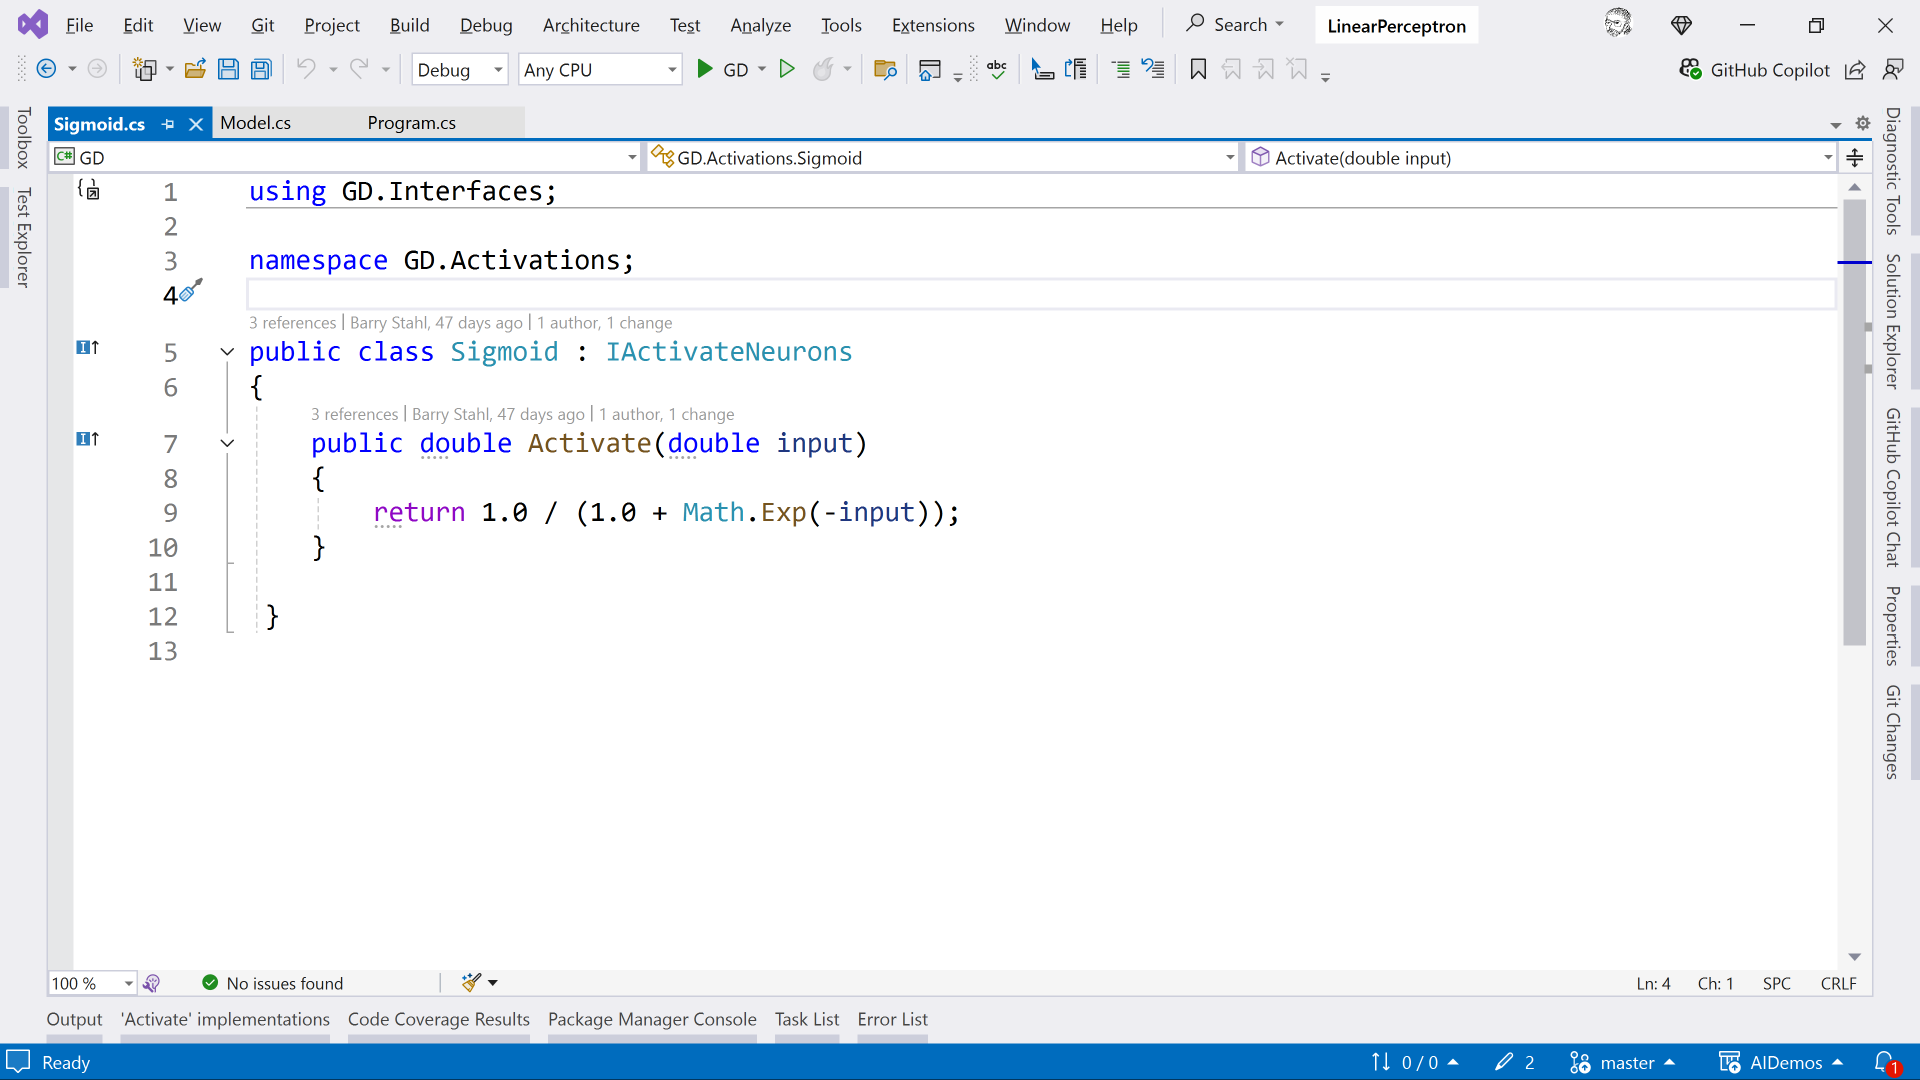 File Edit View Git Project Build Debug Architecture Test Analyze Tools Extensions Window Help Search LinearPerceptron
Debug Any CPU GD abc GitHub Copilot
Sigmoid.cs Model.cs Program.cs
C# GD GD.Activations.Sigmoid Activate(double input)
1 using GD.Interfaces;
2
3 namespace GD.Activations;
4
3 references | Barry Stahl, 47 days ago | 1 author, 1 change
5 public class Sigmoid : IActivateNeurons
6 {
3 references | Barry Stahl, 47 days ago | 1 author, 1 change
7 public double Activate(double input)
8 {
9 return 1.0 / (1.0 + Math.Exp(-input));
10 }
11
12 }
13
Toolbox
Test Explorer
Diagnostic Tools
Solution Explorer
GitHub Copilot Chat
Properties
Git Changes
100 % No issues found Ln: 4 Ch: 1 SPC CRLF
Output 'Activate' implementations Code Coverage Results Package Manager Console Task List Error List
Ready 0 / 0 2 master AIDemos 1